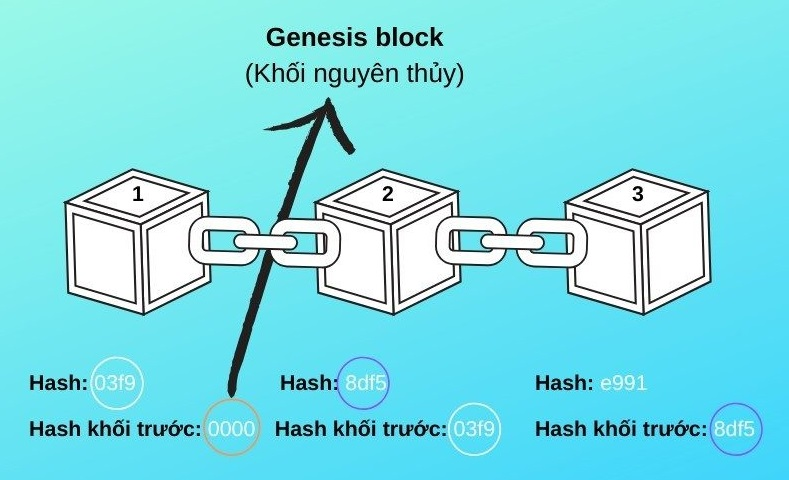 Genesis block
(Khối nguyên thủy)
1
2
3
Hash: 03f9
Hash: 8df5
Hash: e991
Hash khối trước: 0000
Hash khối trước: 03f9
Hash khối trước: 8df5